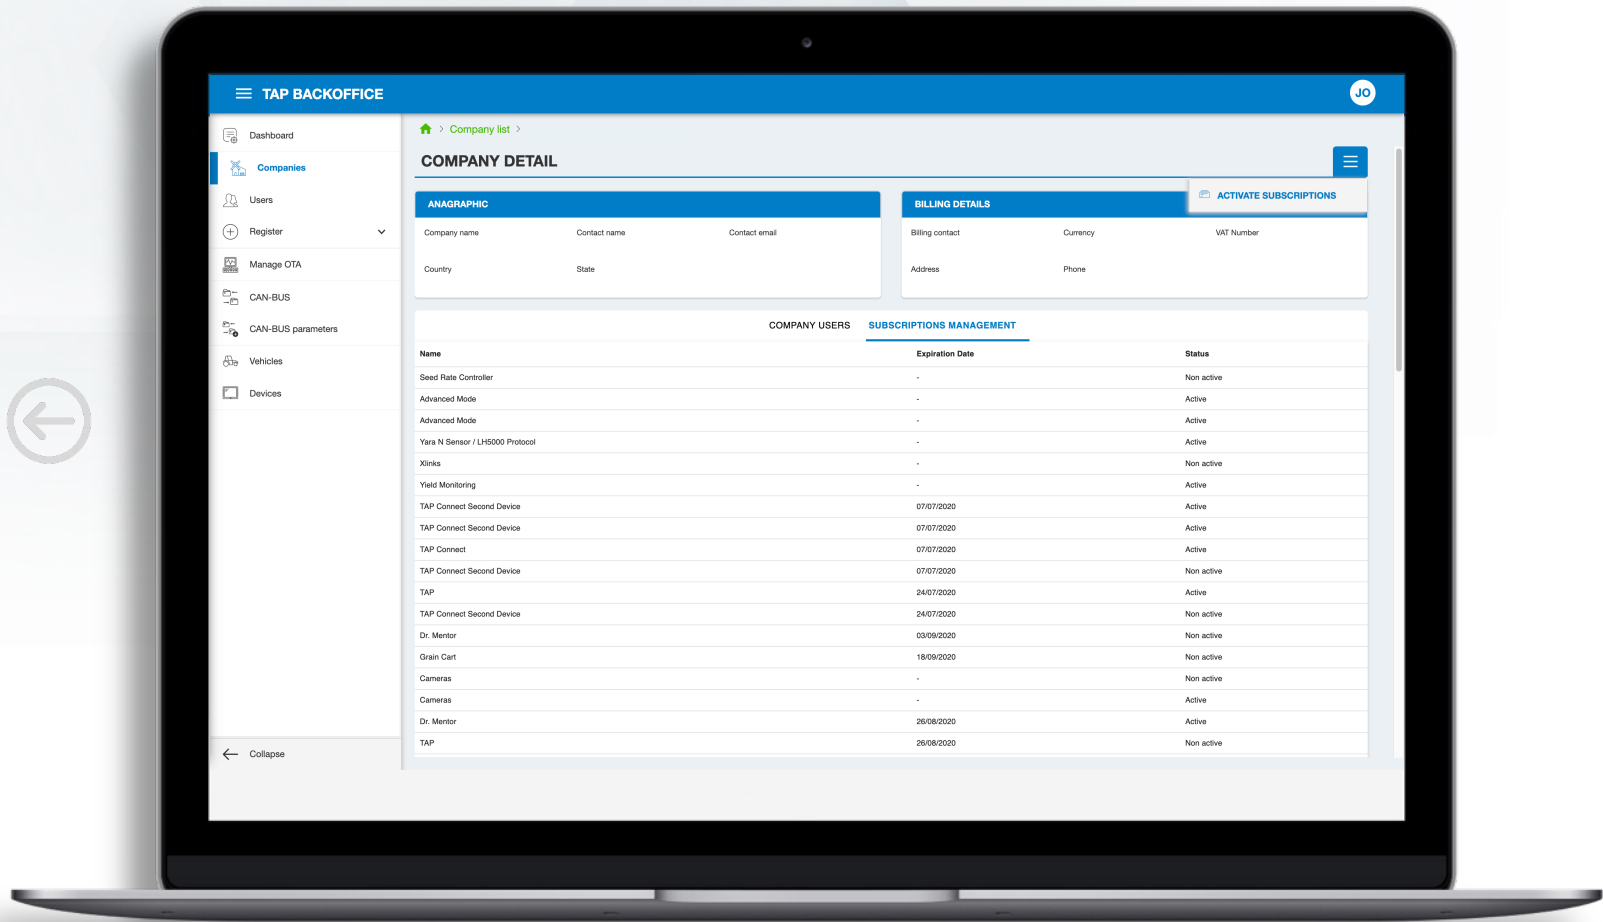 TAP BACKOFFICE
JO
Dashboard
Companies
Users
Register
Manage OTA
CAN-BUS
CAN-BUS parameters
Vehicles
Devices
Collapse
> Company list >
COMPANY DETAIL
ACTIVATE SUBSCRIPTIONS
ANAGRAPHIC
Company name Contact name Contact email
Country State
BILLING DETAILS
Billing contact Currency VAT Number
Address Phone
COMPANY USERS SUBSCRIPTIONS MANAGEMENT
Name Expiration Date Status
Seed Rate Controller - Non active
Advanced Mode - Active
Advanced Mode - Active
Yara N Sensor / LH5000 Protocol - Active
Xlinks - Non active
Yield Monitoring - Active
TAP Connect Second Device 07/07/2020 Active
TAP Connect Second Device 07/07/2020 Active
TAP Connect 07/07/2020 Active
TAP Connect Second Device 07/07/2020 Non active
TAP 24/07/2020 Active
TAP Connect Second Device 24/07/2020 Non active
Dr. Mentor 03/09/2020 Non active
Grain Cart 18/09/2020 Non active
Cameras - Non active
Cameras - Active
Dr. Mentor 26/08/2020 Active
TAP 26/08/2020 Non active